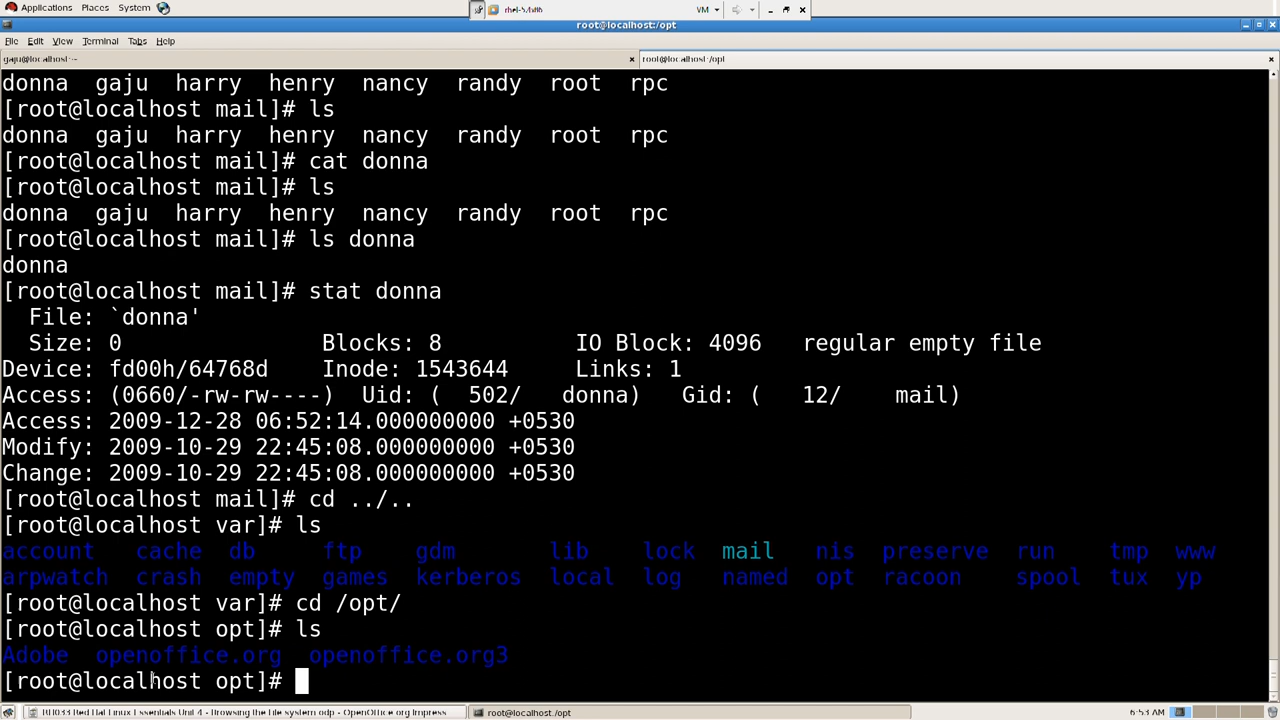 Applications Places System
rhel-5.4x86 VM
root@localhost:/opt
File Edit View Terminal Tabs Help
gaju@localhost:~ root@localhost:/opt
donna gaju harry henry nancy randy root rpc
[root@localhost mail]# ls
donna gaju harry henry nancy randy root rpc
[root@localhost mail]# cat donna
[root@localhost mail]# ls
donna gaju harry henry nancy randy root rpc
[root@localhost mail]# ls donna
donna
[root@localhost mail]# stat donna
File: `donna'
Size: 0 Blocks: 8 IO Block: 4096 regular empty file
Device: fd00h/64768d Inode: 1543644 Links: 1
Access: (0660/-rw-rw----) Uid: ( 502/ donna) Gid: ( 12/ mail)
Access: 2009-12-28 06:52:14.000000000 +0530
Modify: 2009-10-29 22:45:08.000000000 +0530
Change: 2009-10-29 22:45:08.000000000 +0530
[root@localhost mail]# cd ../..
[root@localhost var]# ls
account cache db ftp gdm lib lock mail nis preserve run tmp www
arpwatch crash empty games kerberos local log named opt racoon spool tux yp
[root@localhost var]# cd /opt/
[root@localhost opt]# ls
Adobe openoffice.org openoffice.org3
[root@localhost opt]#
RH033 Red Hat Linux Essentials Unit 4 - Browsing the file system odp - OpenOffice org Impress root@localhost:/opt 6:53 AM